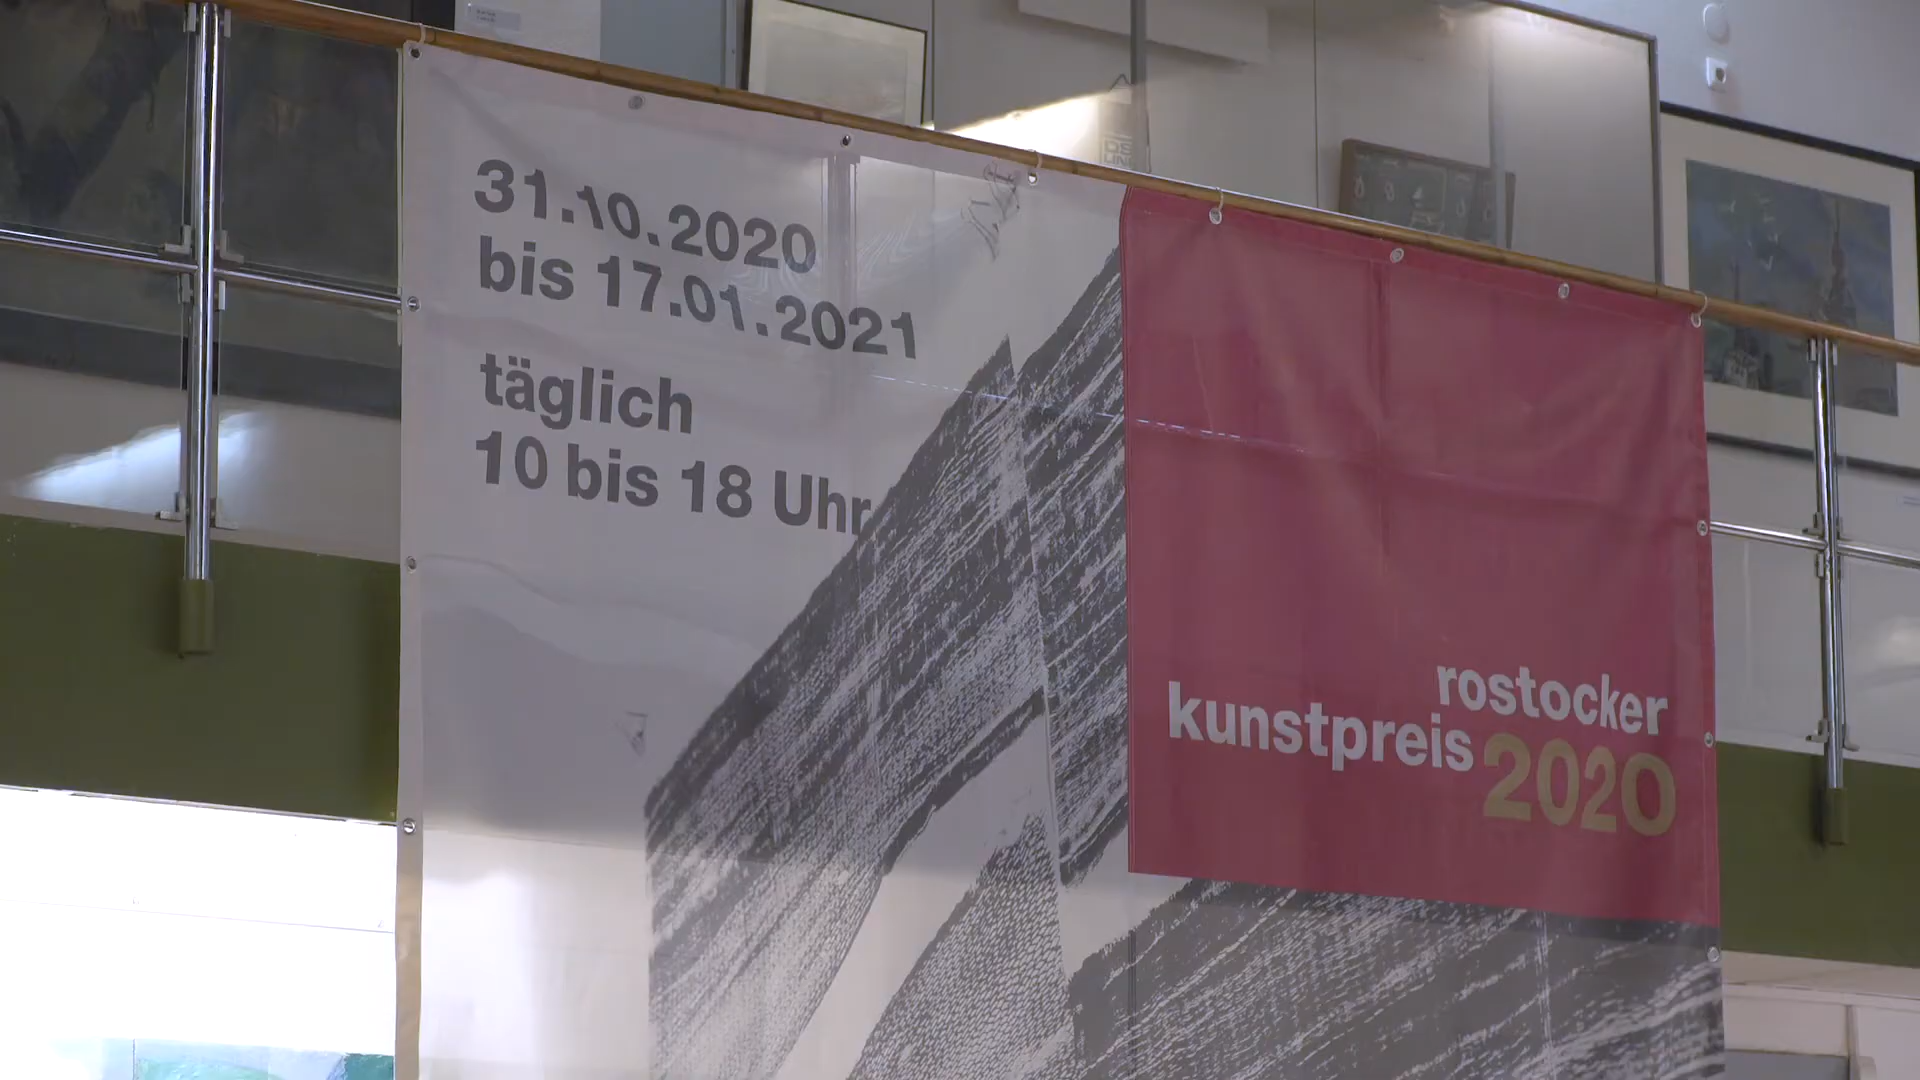 31.10.2020
bis 17.01.2021
täglich
10 bis 18 Uhr
rostocker
kunstpreis 2020